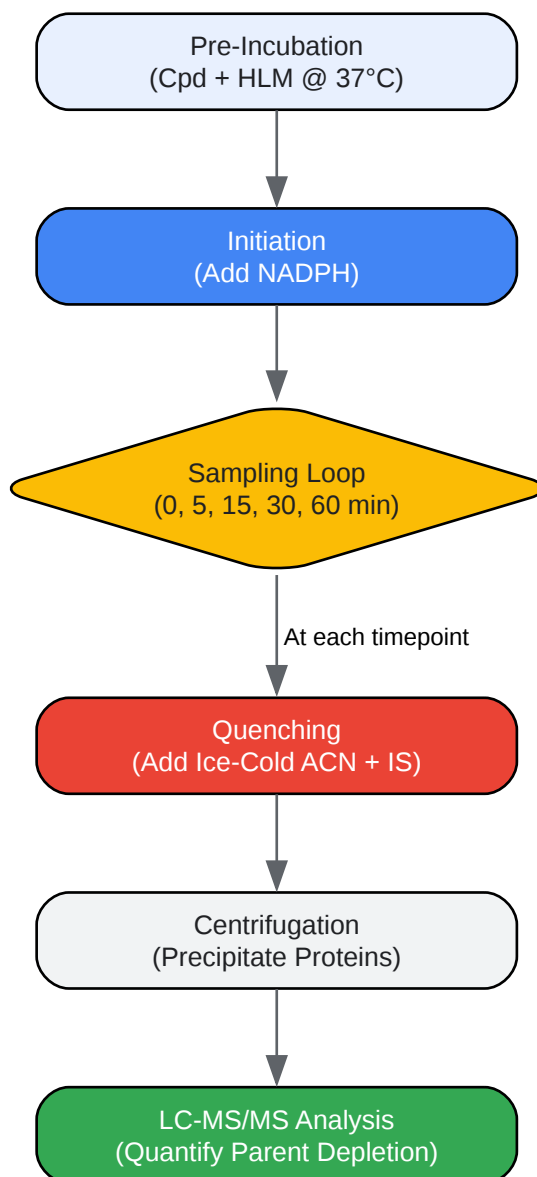 Pre-Incubation
(Cpd + HLM @ 37°C)
Initiation
(Add NADPH)
Sampling Loop
(0, 5, 15, 30, 60 min)
At each timepoint
Quenching
(Add Ice-Cold ACN + IS)
Centrifugation
(Precipitate Proteins)
LC-MS/MS Analysis
(Quantify Parent Depletion)